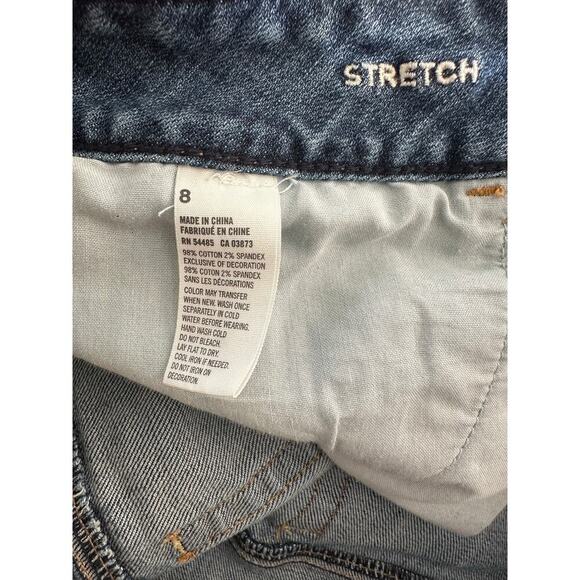 STRETCH
8
MADE IN CHINA
FABRIQUÉ EN CHINE
RN 54485 CA 03873
98% COTTON 2% SPANDEX
EXCLUSIVE OF DECORATION
98% COTTON 2% SPANDEX
SANS LES DÉCORATIONS
COLOR MAY TRANSFER
WHEN NEW. WASH ONCE
SEPARATELY IN COLD
WATER BEFORE WEARING.
HAND WASH COLD
DO NOT BLEACH.
LAY FLAT TO DRY.
COOL IRON IF NEEDED.
DO NOT IRON ON
DECORATION.